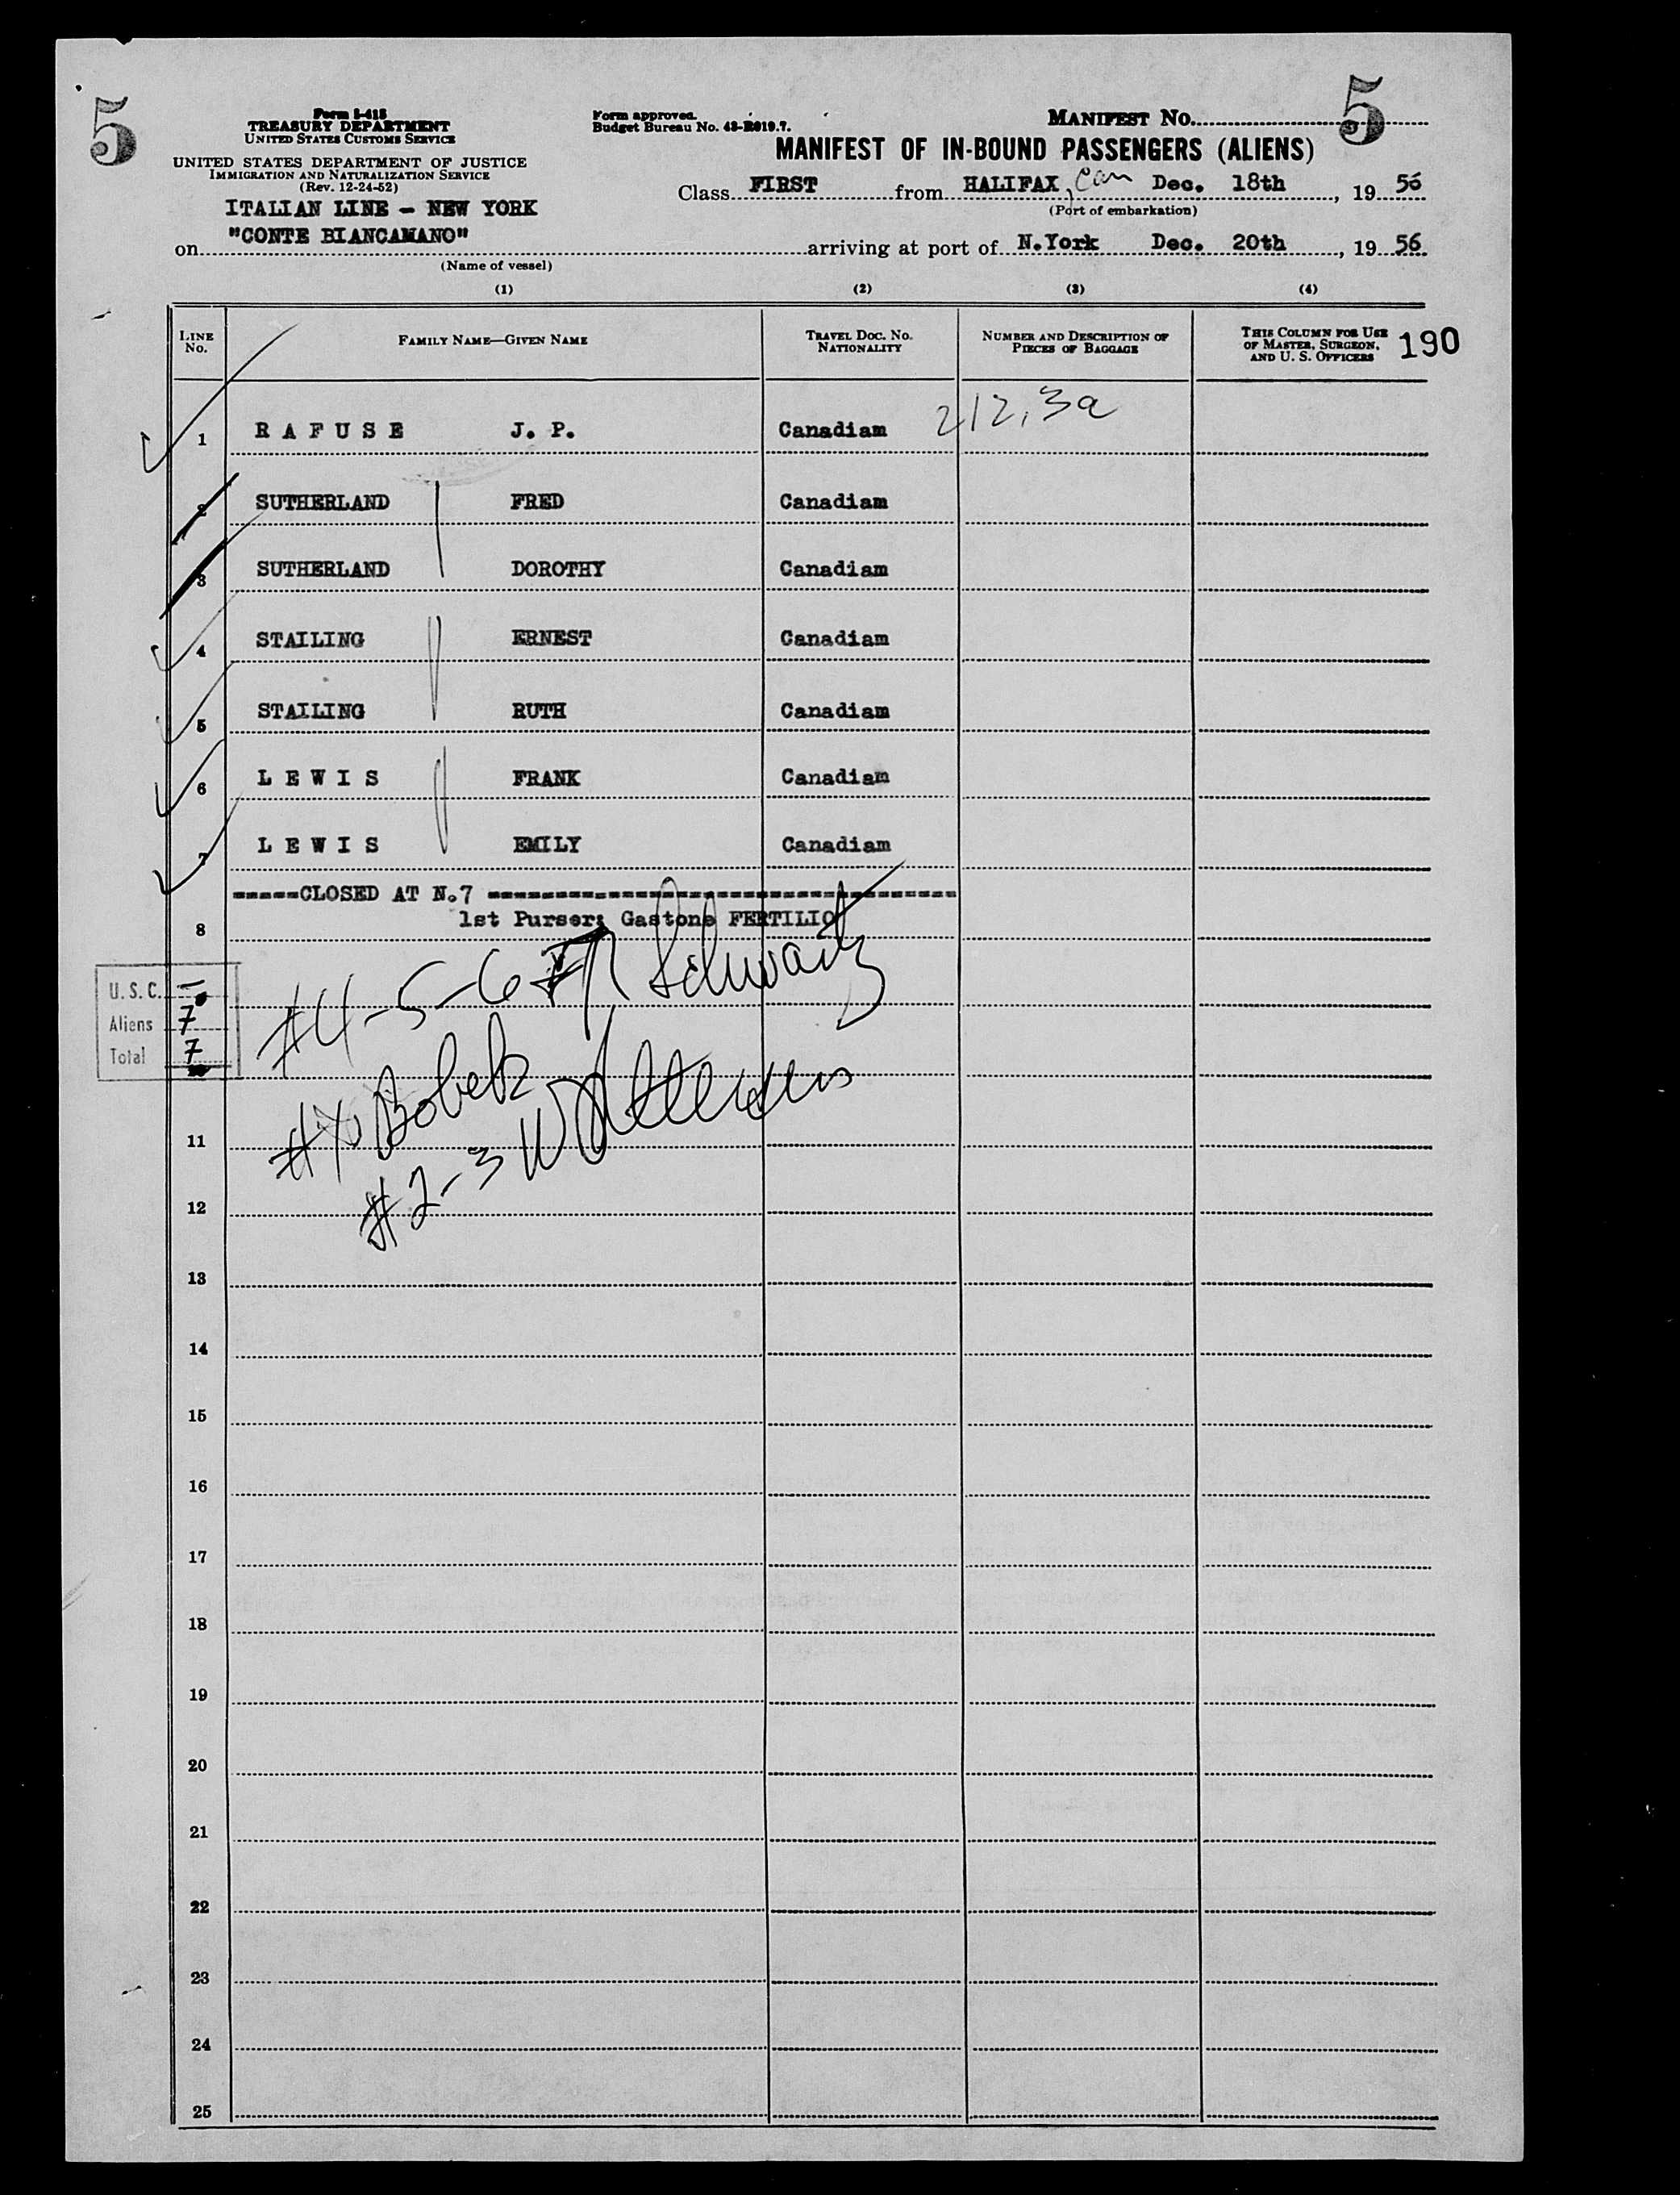 5
Form I-418
TREASURY DEPARTMENT
UNITED STATES CUSTOMS SERVICE
UNITED STATES DEPARTMENT OF JUSTICE
IMMIGRATION AND NATURALIZATION SERVICE
(Rev. 12-24-52)
Form approved.
Budget Bureau No. 43-R019.7.
MANIFEST No. 5
MANIFEST OF IN-BOUND PASSENGERS (ALIENS)
Class FIRST from HALIFAX, Can Dec. 18th, 19 56
(Port of embarkation)
ITALIAN LINE - NEW YORK
on "CONTE BIANCAMANO" arriving at port of N.York Dec. 20th, 19 56
(Name of vessel)
(1) (2) (3) (4)
LINE No. FAMILY NAME—GIVEN NAME TRAVEL DOC. No. NATIONALITY NUMBER AND DESCRIPTION OF PIECES OF BAGGAGE THIS COLUMN FOR USE OF MASTER, SURGEON, AND U. S. OFFICERS 190
1 R A F U S E J. P. Canadiam 212.3a
2 SUTHERLAND FRED Canadiam
3 SUTHERLAND DOROTHY Canadiam
4 STAILING ERNEST Canadiam
5 STAILING RUTH Canadiam
6 L E W I S FRANK Canadiam
7 L E W I S EMILY Canadiam
=====CLOSED AT N.7 ===================================
1st Purser: Gastone FERTILIO
8
#4-5-6 Schwartz
U. S. C. —
Aliens 7
Total 7
Bobek
#2-3
11
12
13
14
15
16
17
18
19
20
21
22
23
24
25